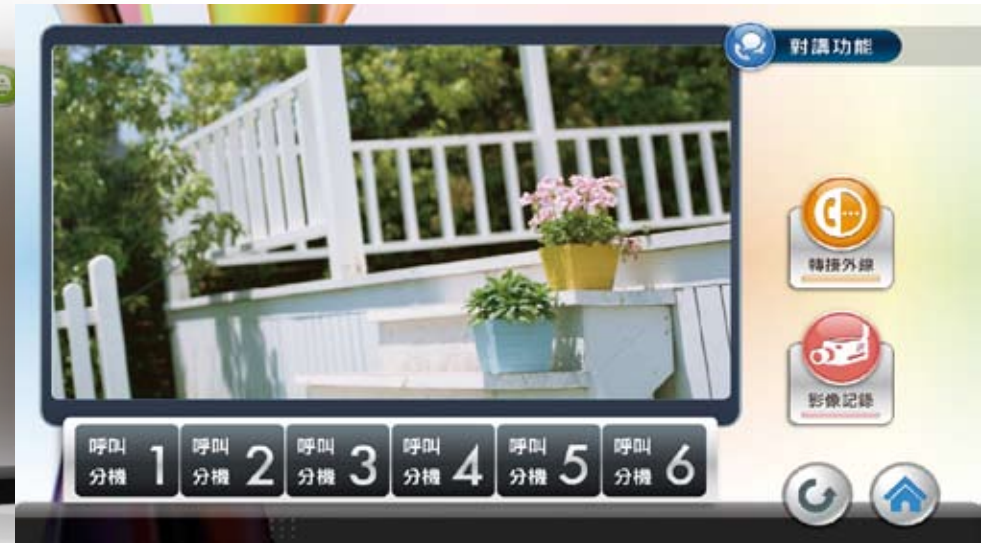 對講功能
轉接外線
影像記錄
呼叫
分機 1
呼叫
分機 2
呼叫
分機 3
呼叫
分機 4
呼叫
分機 5
呼叫
分機 6